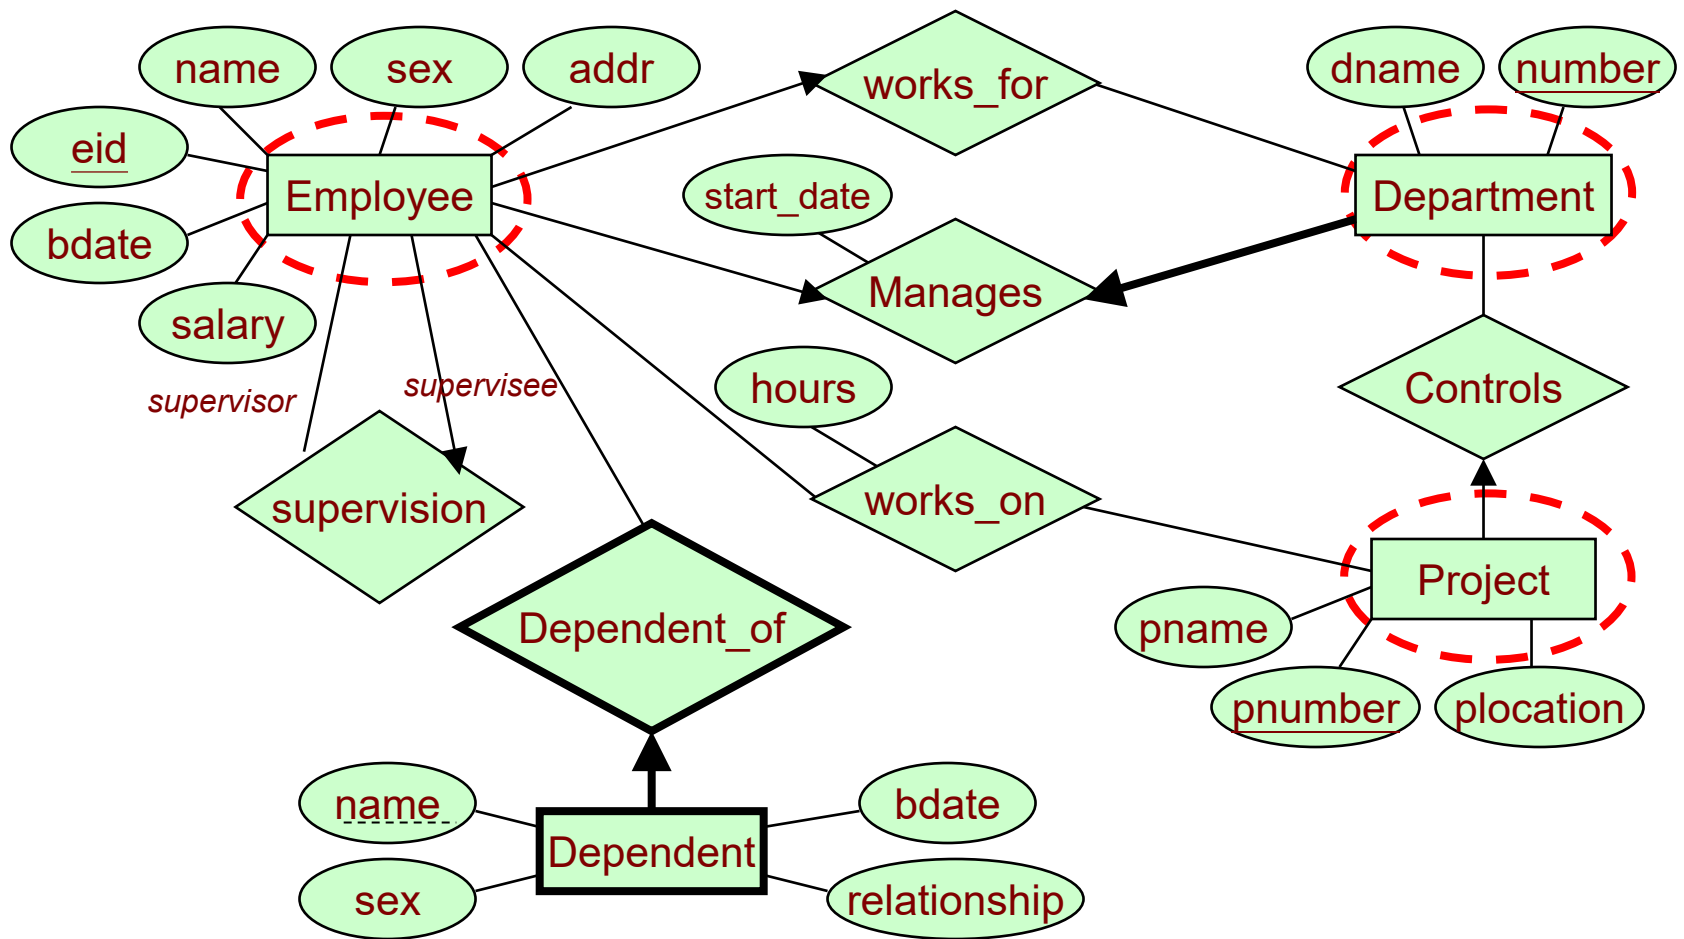 name
sex
addr
works_for
dname
number
eid
Employee
start_date
Department
bdate
Manages
salary
supervisor
supervisee
hours
Controls
supervision
works_on
Project
Dependent_of
pname
pnumber
plocation
name
bdate
Dependent
sex
relationship